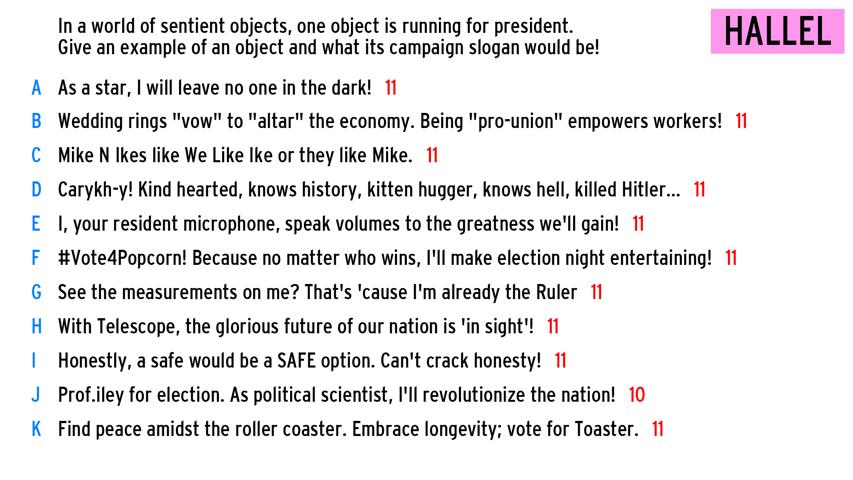 In a world of sentient objects, one object is running for president.
Give an example of an object and what its campaign slogan would be!
HALLEL
A As a star, I will leave no one in the dark! 11
B Wedding rings "vow" to "altar" the economy. Being "pro-union" empowers workers! 11
C Mike N Ikes like We Like Ike or they like Mike. 11
D Carykh-y! Kind hearted, knows history, kitten hugger, knows hell, killed Hitler... 11
E I, your resident microphone, speak volumes to the greatness we'll gain! 11
F #Vote4Popcorn! Because no matter who wins, I'll make election night entertaining! 11
G See the measurements on me? That's 'cause I'm already the Ruler 11
H With Telescope, the glorious future of our nation is 'in sight'! 11
I Honestly, a safe would be a SAFE option. Can't crack honesty! 11
J Prof.iley for election. As political scientist, I'll revolutionize the nation! 10
K Find peace amidst the roller coaster. Embrace longevity; vote for Toaster. 11